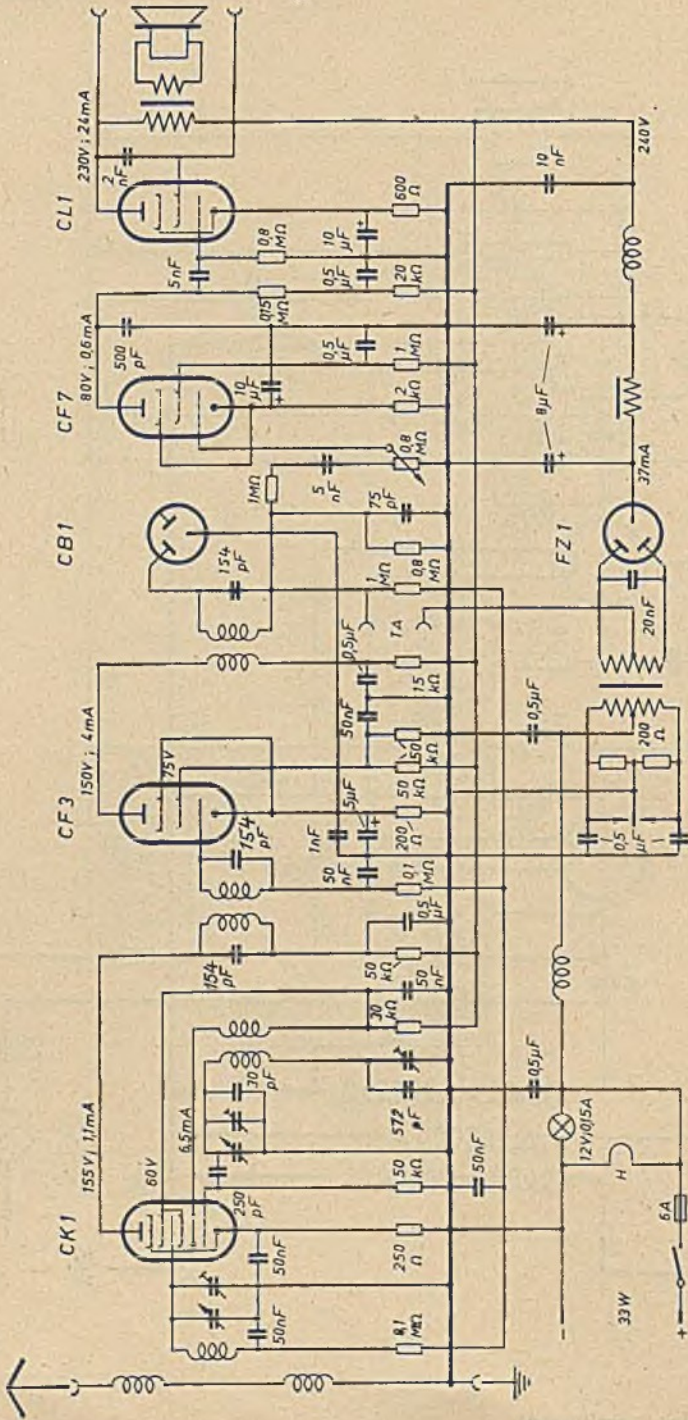 CK1
CF3
CB1
CF7
CL1
155V; 1,1mA
150V; 4mA
80V; 0,6mA
230V; 24mA
60V
6,5mA
75V
154
pF
154
pF
154
pF
500
pF
2
nF
250
pF
30
pF
50nF
50nF
1nF
1MΩ
10
µF
0,15
MΩ
5nF
0,8
MΩ
572
pF
30
kΩ
50
nF
50
kΩ
0,5
µF
50
nF
5µF
50nF
0,5µF
5
nF
75
pF
0,5
µF
0,5
µF
10
µF
0,1
MΩ
250
Ω
50
kΩ
0,1
MΩ
200
Ω
50
kΩ
50
kΩ
15
kΩ
TA
1
MΩ
0,8
MΩ
0,8
MΩ
2
kΩ
1
MΩ
20
kΩ
600
Ω
50nF
0,5µF
0,5µF
8µF
10
nF
12V;0,15A
H
6A
33W
-
+
0,5
µF
200
Ω
20nF
FZ1
37mA
240V